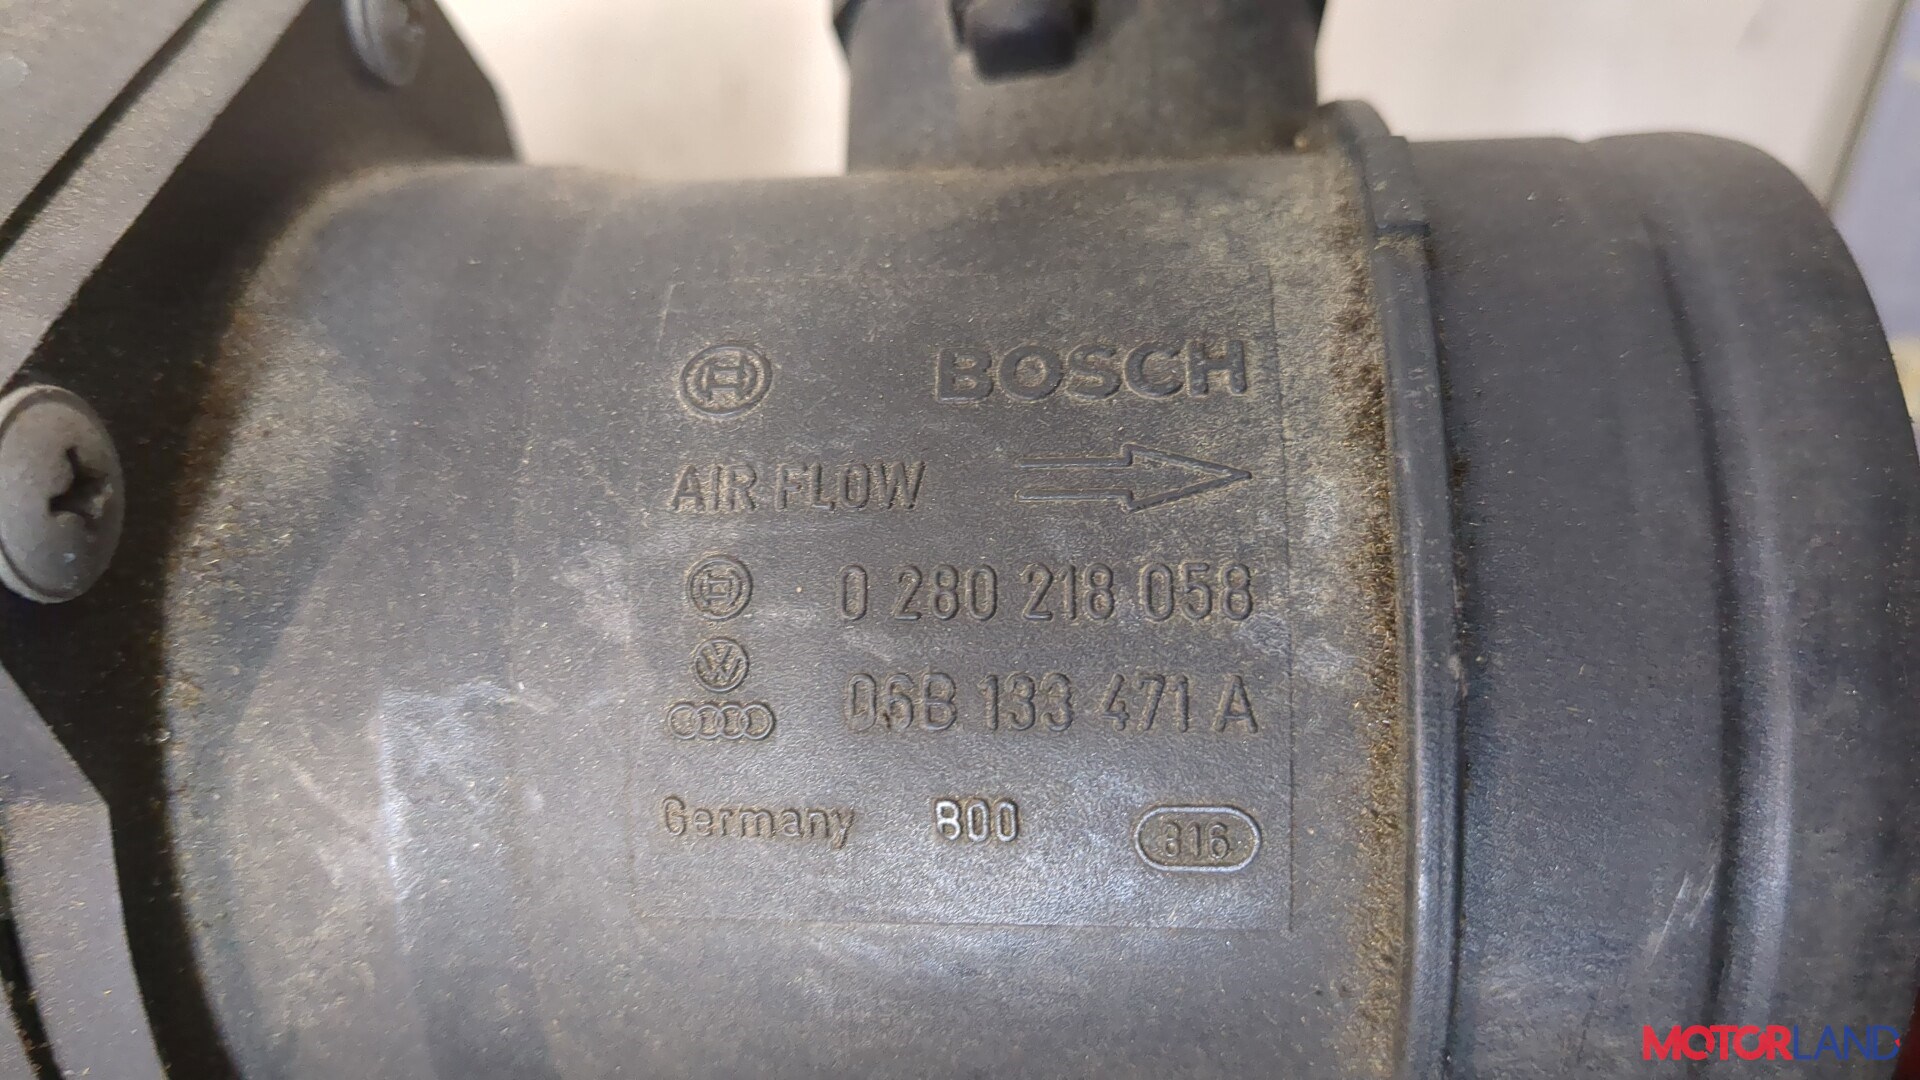 BOSCH
AIR FLOW
0 280 218 058
06B 133 471 A
Germany 800 816
MOTORLAND